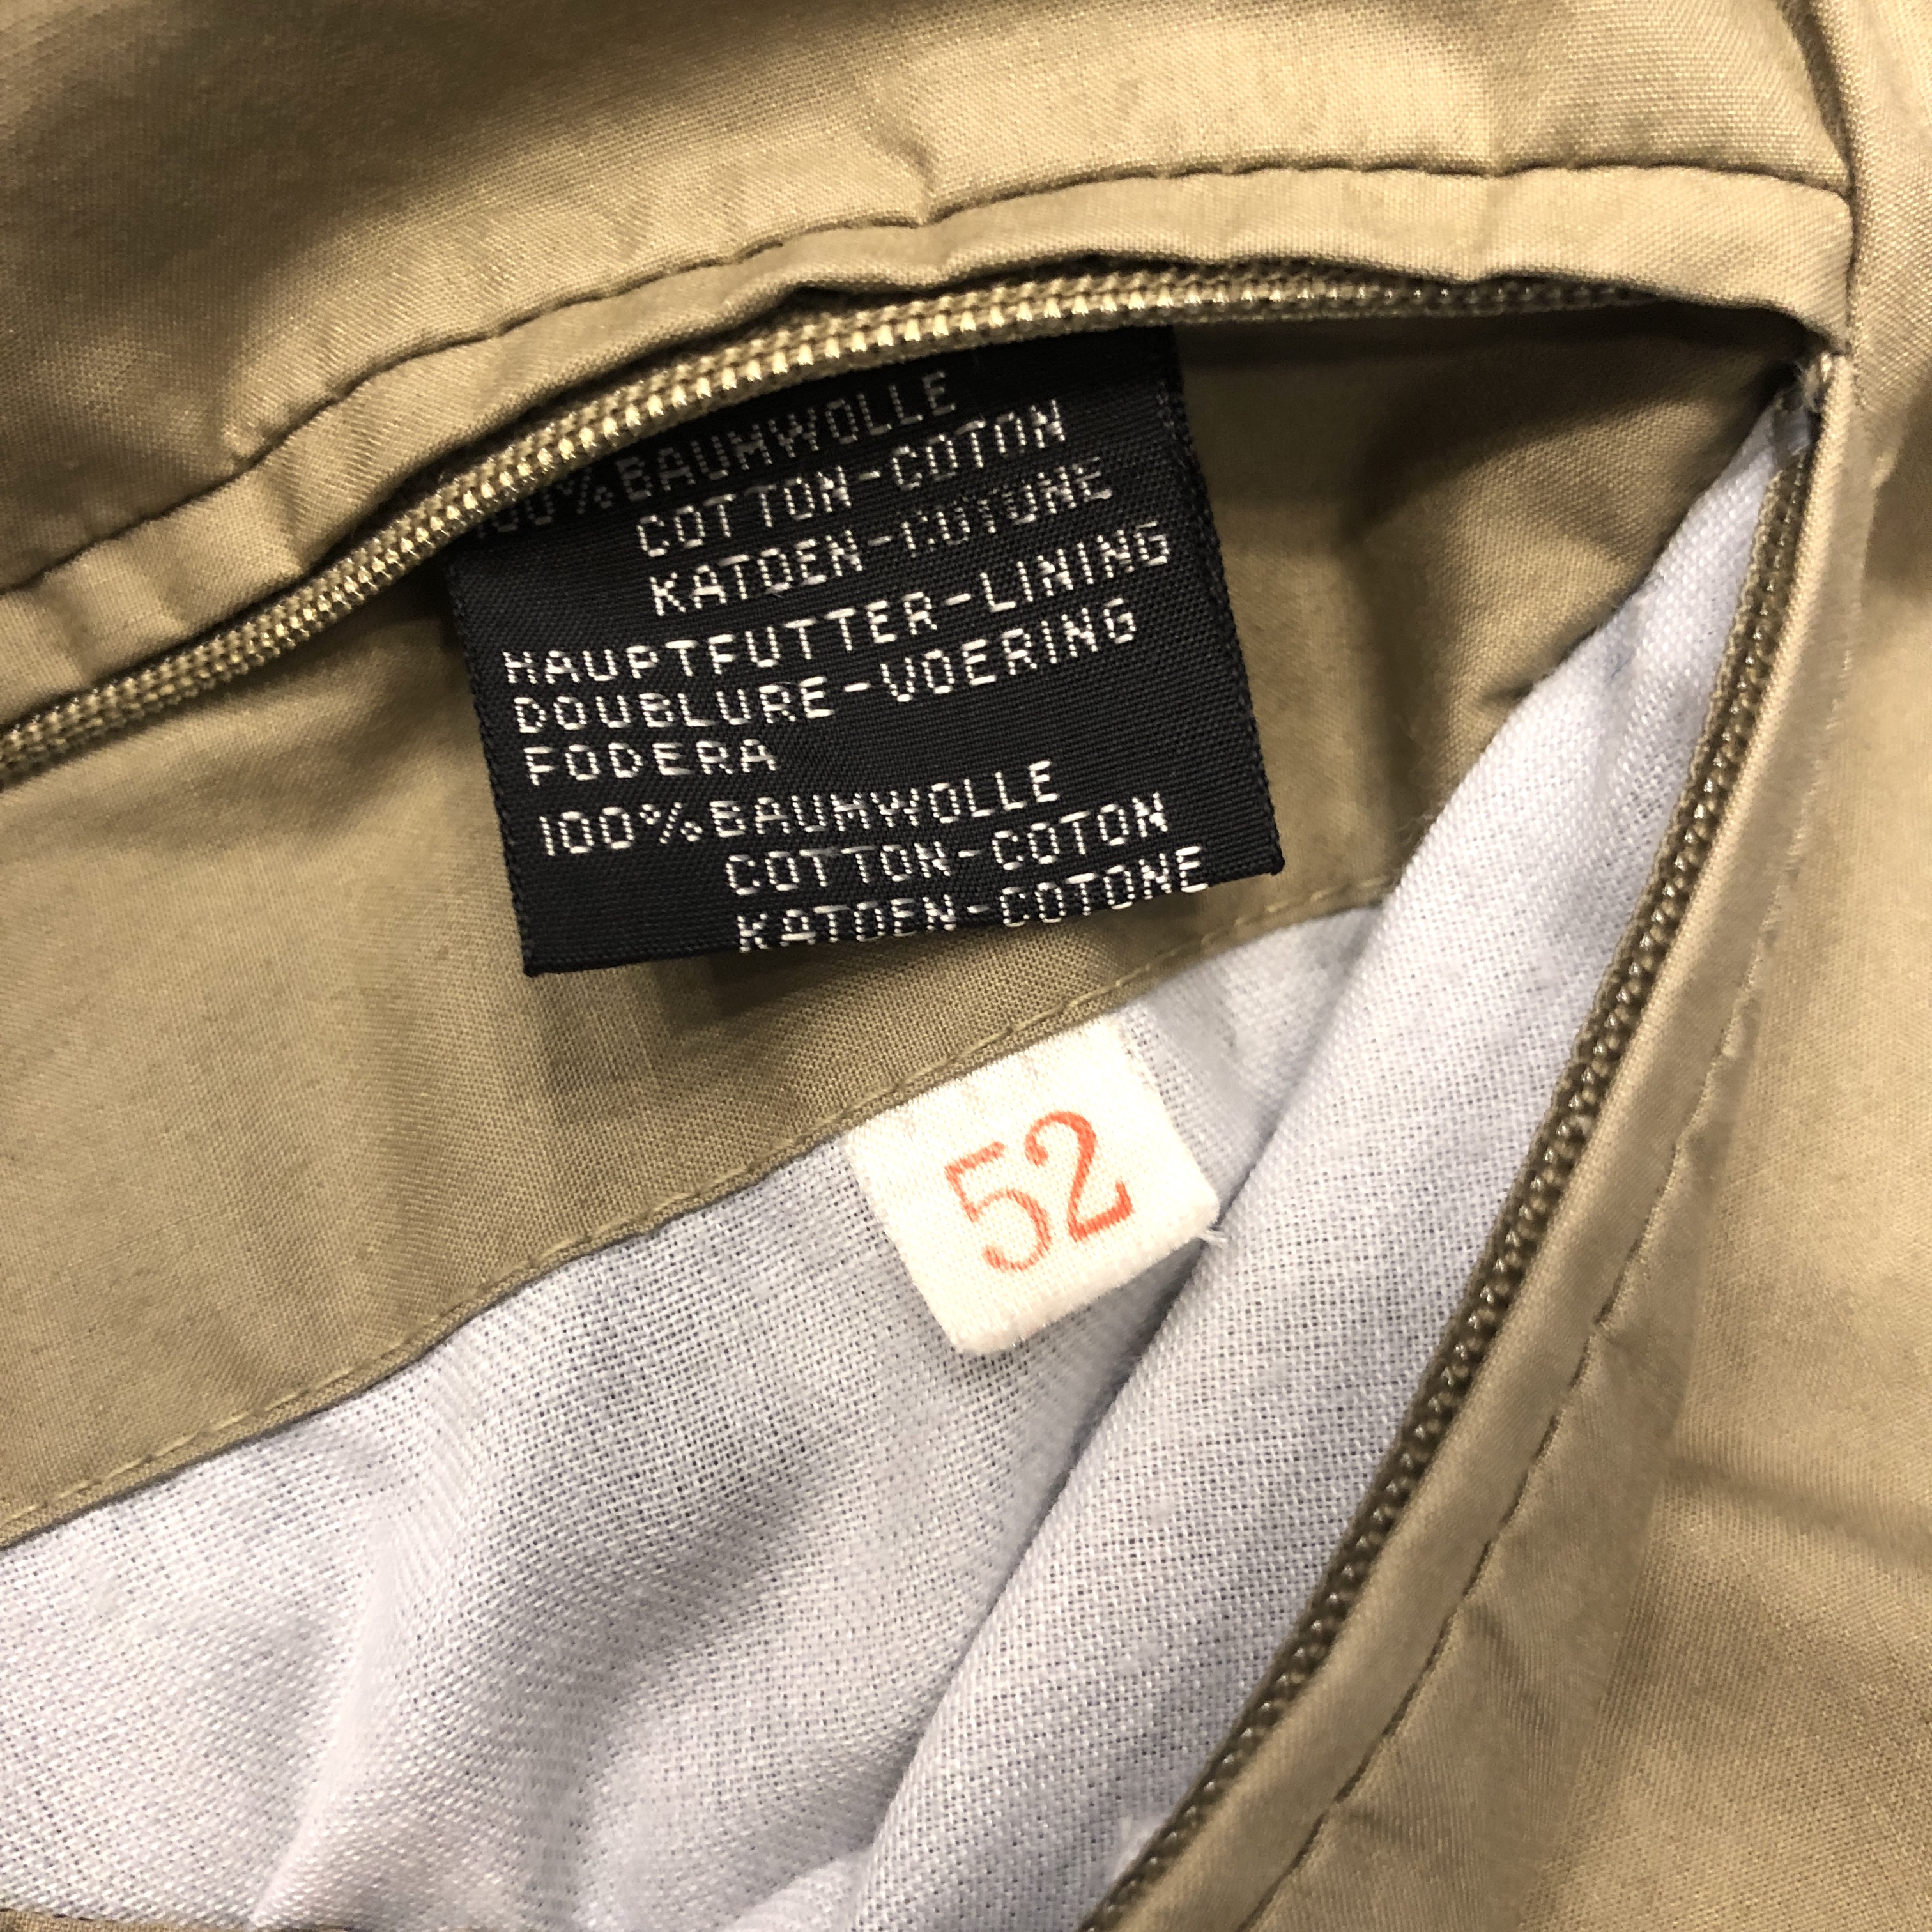 100%BAUMWOLLE
COTTON-COTON
KATOEN-COTONE
HAUPTFUTTER-LINING
DOUBLURE-VOERING
FODERA
100%BAUMWOLLE
COTTON-COTON
KATOEN-COTONE
52